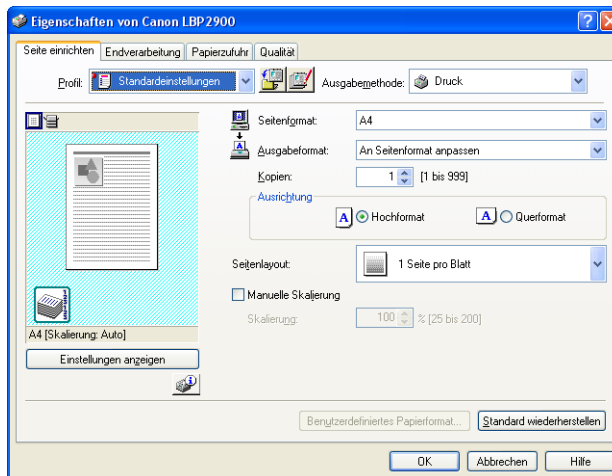 Eigenschaften von Canon LBP2900
Seite einrichten Endverarbeitung Papierzufuhr Qualität
Profil: Standardeinstellungen Ausgabemethode: Druck
Seitenformat: A4
Ausgabeformat: An Seitenformat anpassen
Kopien: 1 [1 bis 999]
Ausrichtung
A Hochformat A Querformat
Seitenlayout: 1 Seite pro Blatt
Manuelle Skalierung
Skalierung: 100 % [25 bis 200]
A4 [Skalierung: Auto]
Einstellungen anzeigen
Benutzerdefiniertes Papierformat... Standard wiederherstellen
OK Abbrechen Hilfe